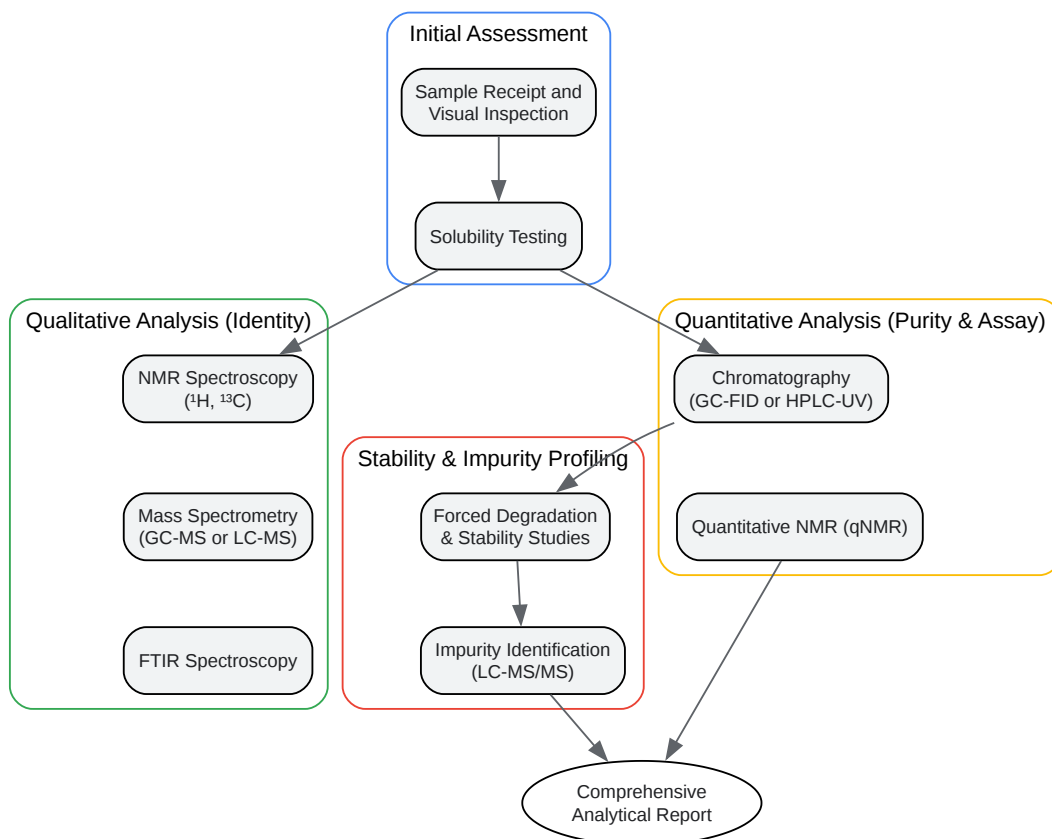 Initial Assessment
Sample Receipt and
Visual Inspection
Solubility Testing
Qualitative Analysis (Identity)
NMR Spectroscopy
(¹H, ¹³C)
Mass Spectrometry
(GC-MS or LC-MS)
FTIR Spectroscopy
Quantitative Analysis (Purity & Assay)
Chromatography
(GC-FID or HPLC-UV)
Quantitative NMR (qNMR)
Stability & Impurity Profiling
Forced Degradation
& Stability Studies
Impurity Identification
(LC-MS/MS)
Comprehensive
Analytical Report